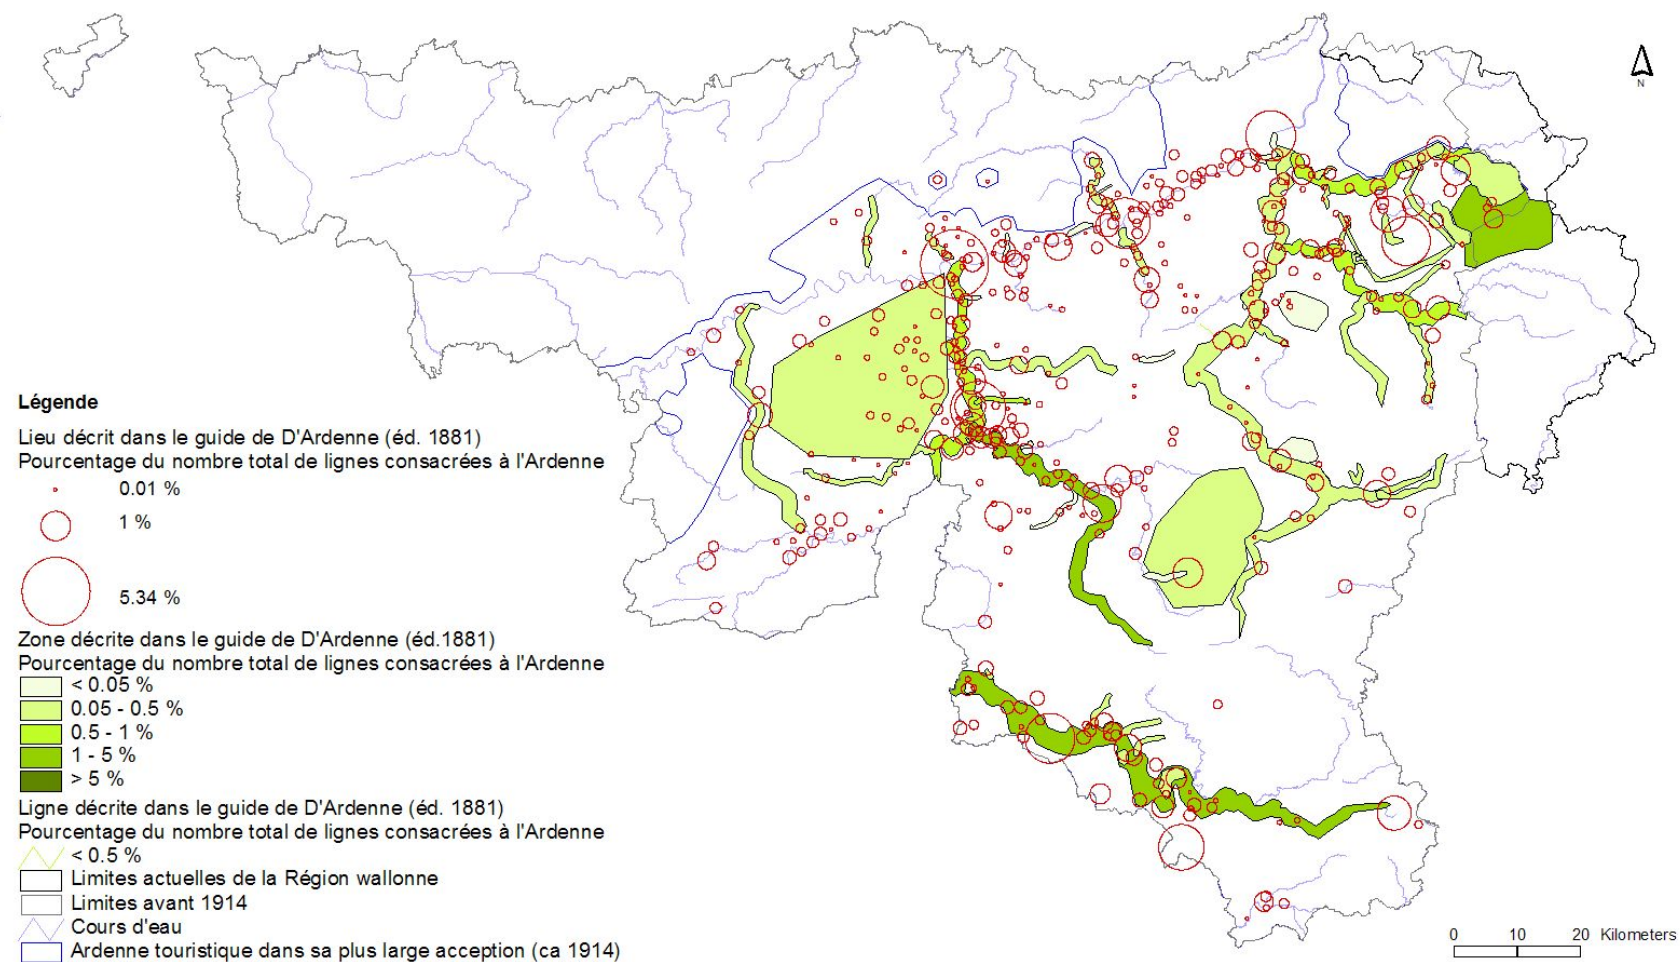 N
Légende
Lieu décrit dans le guide de D'Ardenne (éd. 1881)
Pourcentage du nombre total de lignes consacrées à l'Ardenne
0.01 %
1 %
5.34 %
Zone décrite dans le guide de D'Ardenne (éd.1881)
Pourcentage du nombre total de lignes consacrées à l'Ardenne
< 0.05 %
0.05 - 0.5 %
0.5 - 1 %
1 - 5 %
> 5 %
Ligne décrite dans le guide de D'Ardenne (éd. 1881)
Pourcentage du nombre total de lignes consacrées à l'Ardenne
< 0.5 %
Limites actuelles de la Région wallonne
Limites avant 1914
Cours d'eau
Ardenne touristique dans sa plus large acception (ca 1914)
0 10 20 Kilometers